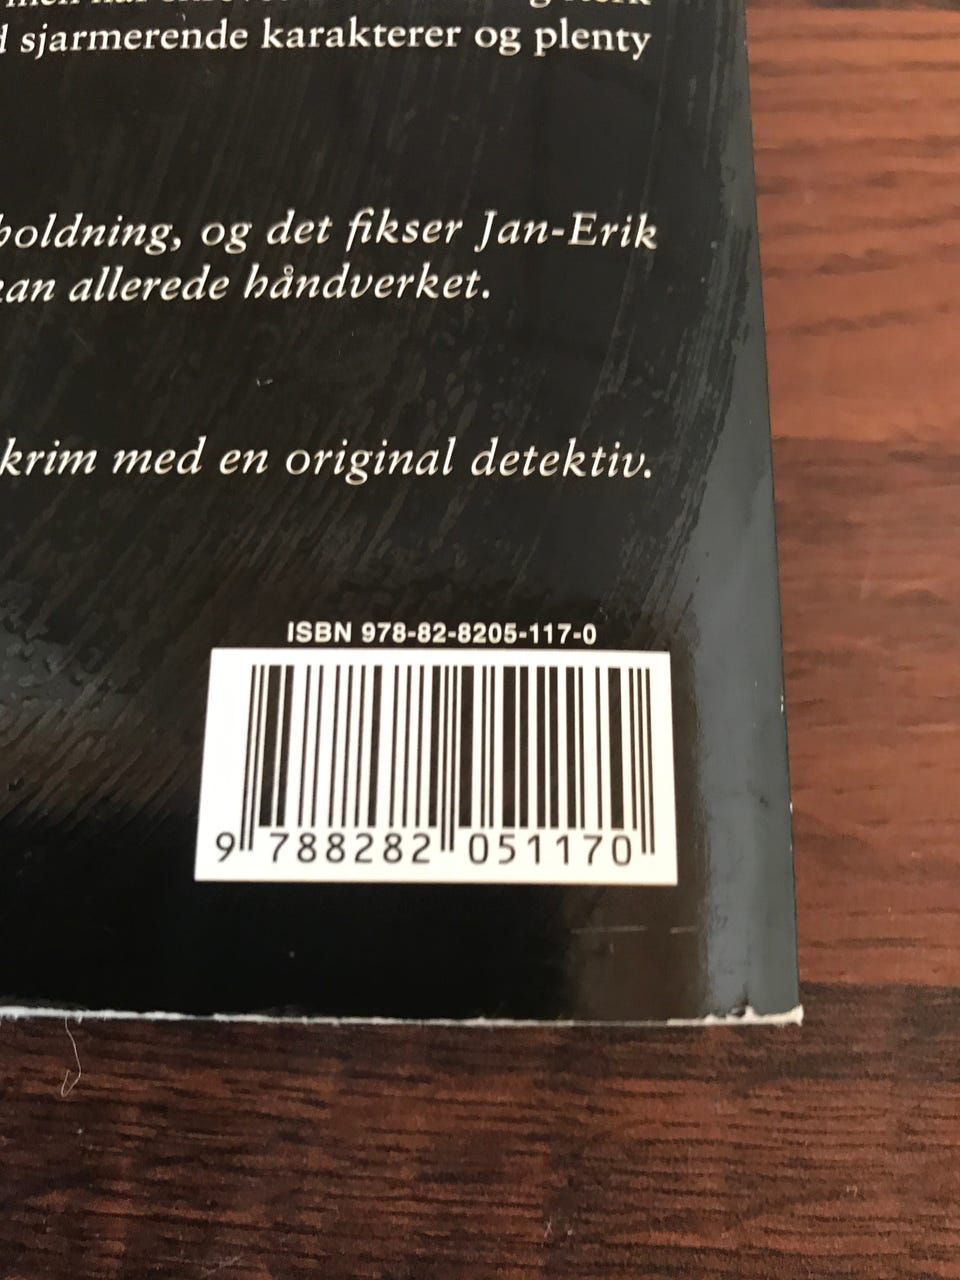 sjarmerende karakterer og plenty
og det fikser Jan-Erik
allerede håndverket.
krim med en original detektiv.
ISBN 978-82-8205-117-0
9 788282 051170